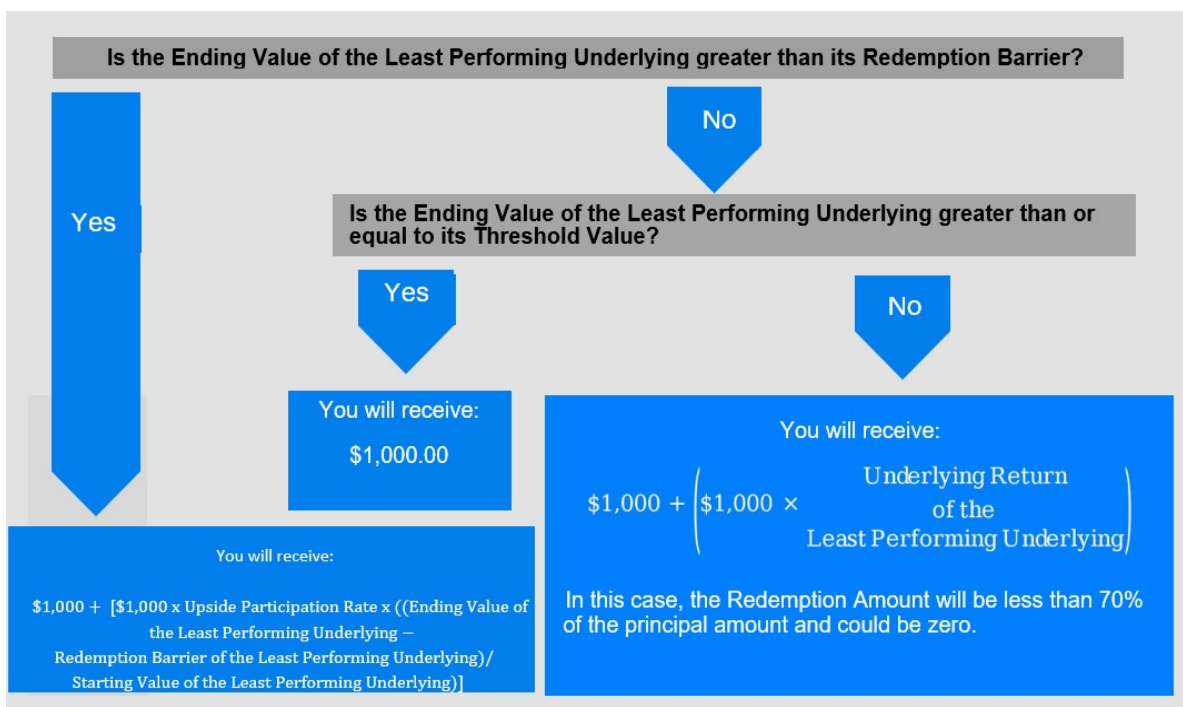 Is the Ending Value of the Least Performing Underlying greater than its Redemption Barrier?
No
Yes
Is the Ending Value of the Least Performing Underlying greater than or
equal to its Threshold Value?
Yes
No
You will receive:
$1,000.00
You will receive:
$1,000 + ($1,000 × Underlying Return
of the
Least Performing Underlying)
In this case, the Redemption Amount will be less than 70%
of the principal amount and could be zero.
You will receive:
$1,000 + [$1,000 x Upside Participation Rate x ((Ending Value of
the Least Performing Underlying −
Redemption Barrier of the Least Performing Underlying)/
Starting Value of the Least Performing Underlying)]